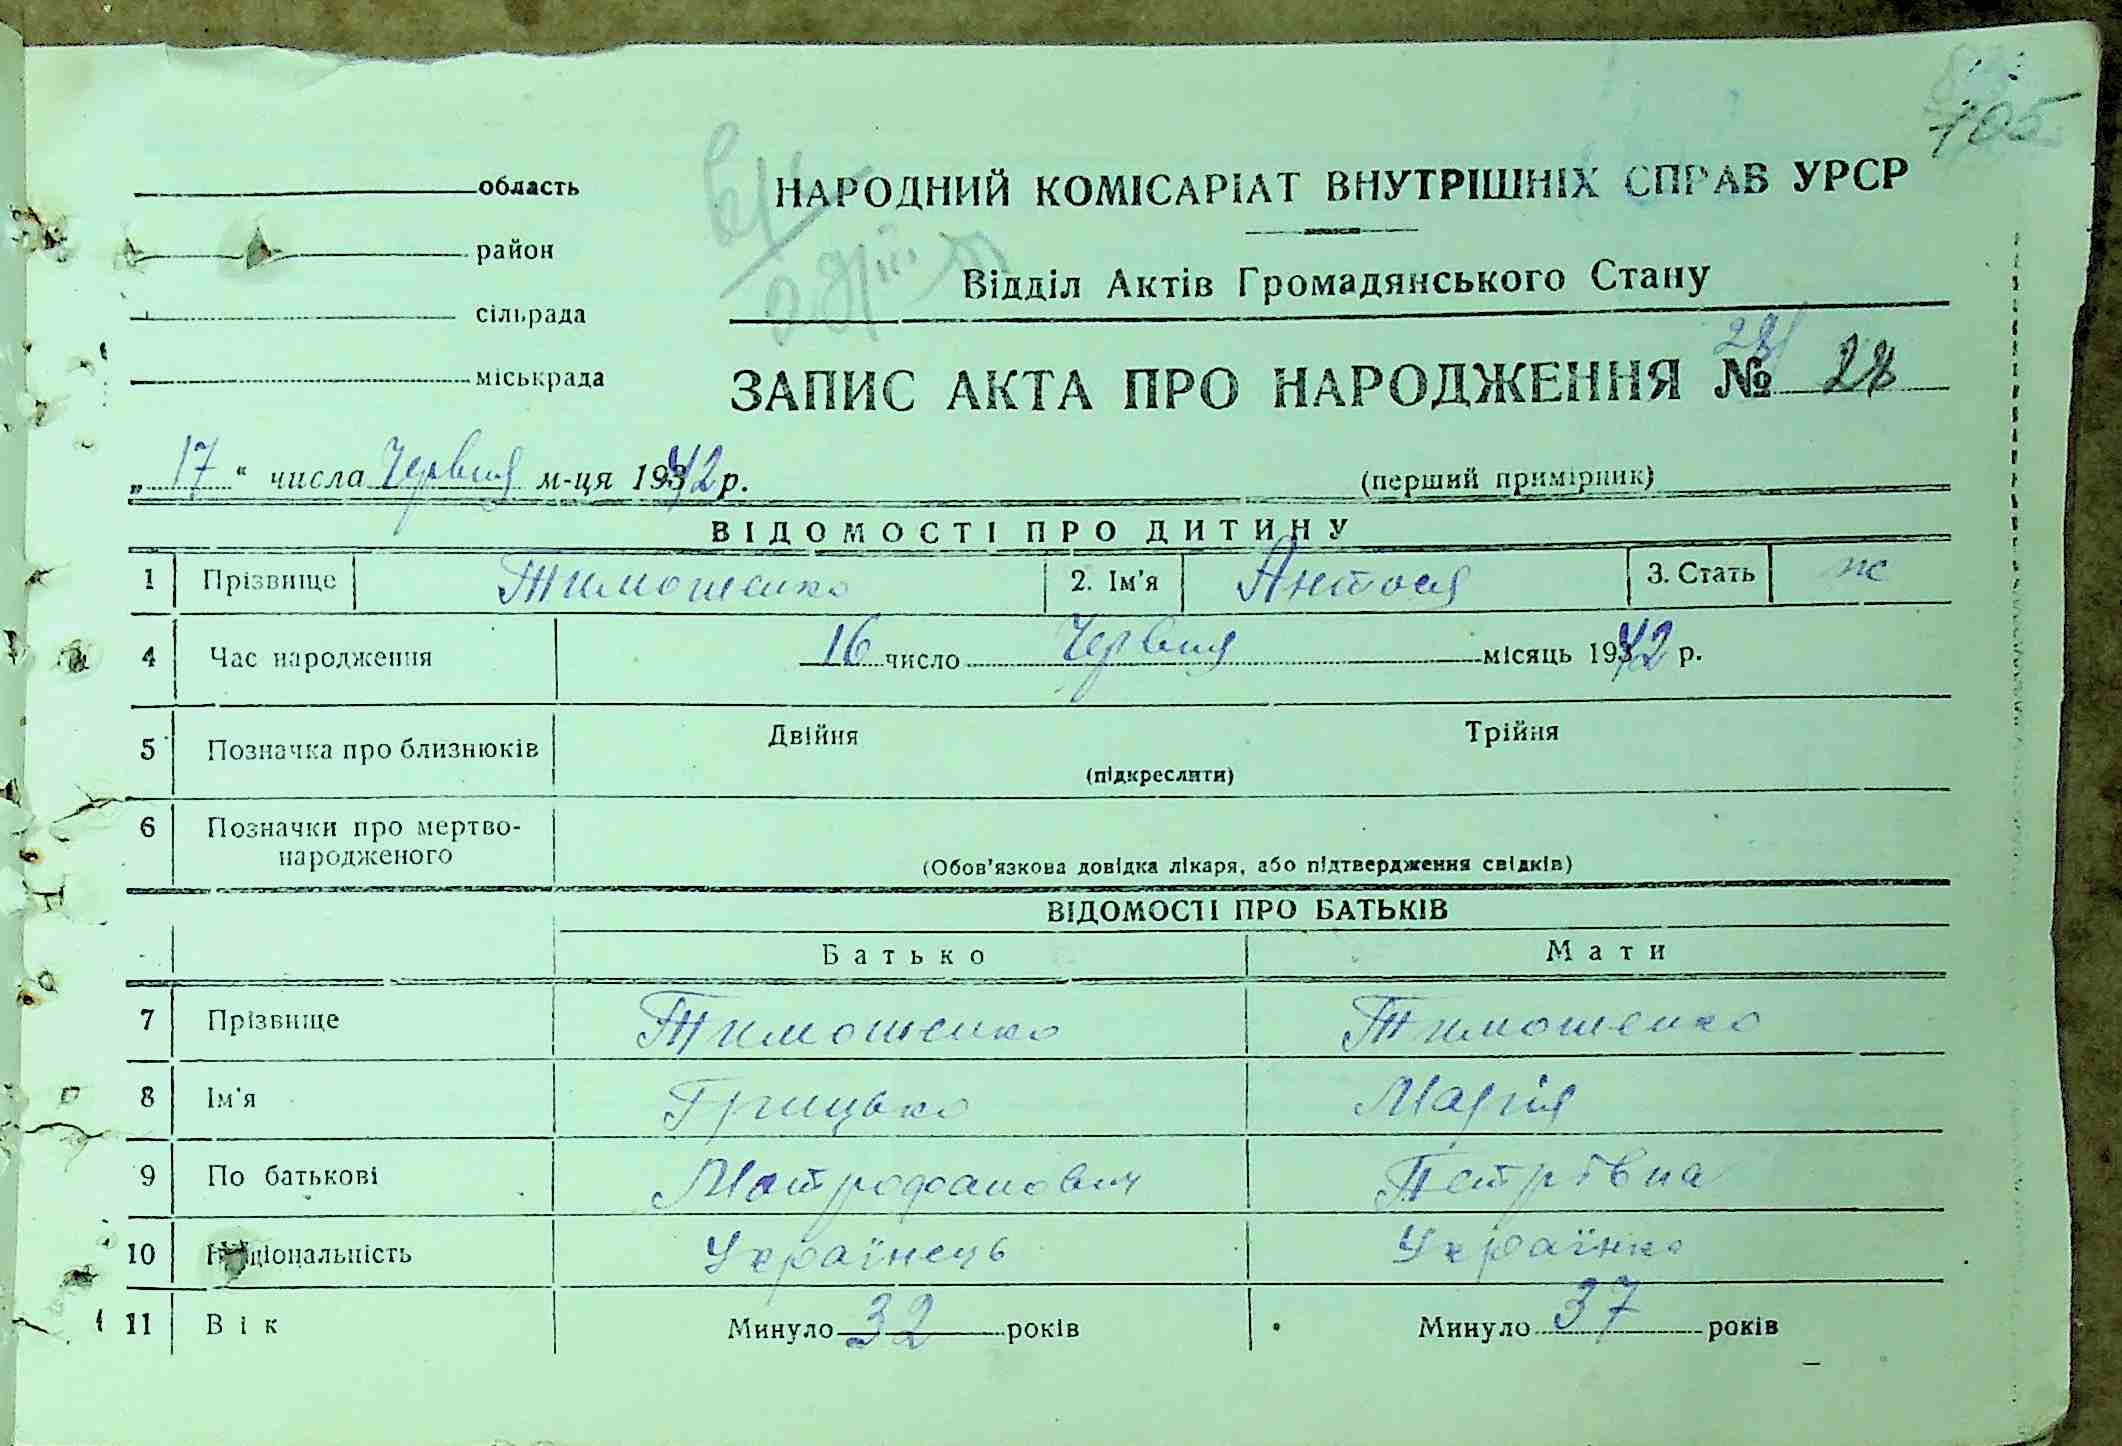 105
область
НАРОДНИЙ КОМІСАРІАТ ВНУТРІШНІХ СПРАВ УРСР
район
Відділ Актів Громадянського Стану
сільрада
міськрада
ЗАПИС АКТА ПРО НАРОДЖЕННЯ № 28
„17“ числа Червня м-ця 1942 р.
(перший примірник)
ВІДОМОСТІ ПРО ДИТИНУ
1 Прізвище Тимошенко 2. Ім'я Антося 3. Стать ж
4 Час народження 16 число Червня місяць 1942 р.
5 Позначка про близнюків Двійня Трійня
(підкреслити)
6 Позначки про мертво-
народженого
(Обов'язкова довідка лікаря, або підтвердження свідків)
ВІДОМОСТІ ПРО БАТЬКІВ
Батько Мати
7 Прізвище Тимошенко Тимошенко
8 Ім'я Грицько Марія
9 По батькові Митрофанович Петрівна
10 Національність Українець Українка
11 Вік Минуло 32 років Минуло 37 років